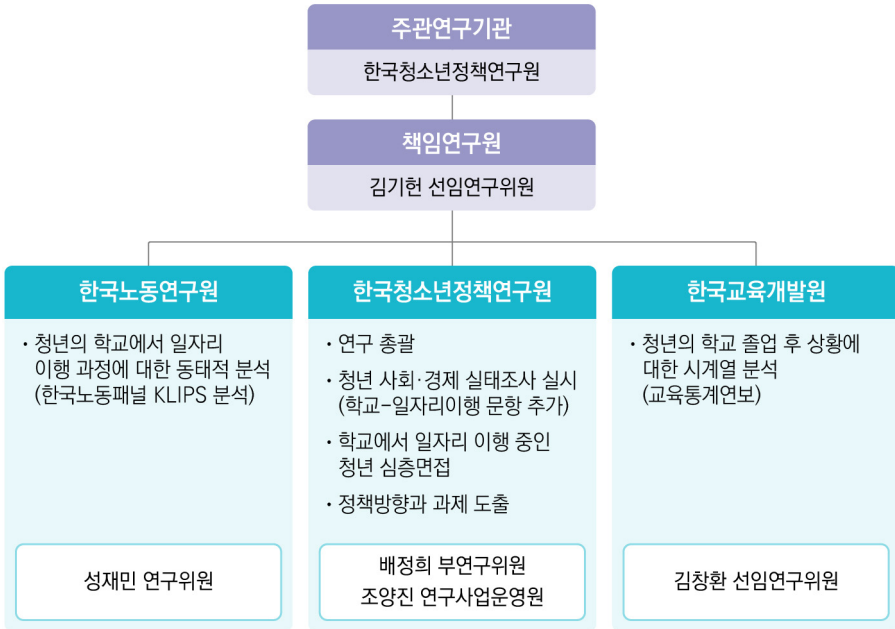 주관연구기관
한국청소년정책연구원
책임연구원
김기헌 선임연구위원
한국노동연구원
· 청년의 학교에서 일자리
이행 과정에 대한 동태적 분석
(한국노동패널 KLIPS 분석)
성재민 연구위원
한국청소년정책연구원
· 연구 총괄
· 청년 사회·경제 실태조사 실시
(학교-일자리이행 문항 추가)
· 학교에서 일자리 이행 중인
청년 심층면접
· 정책방향과 과제 도출
배정희 부연구위원
조양진 연구사업운영원
한국교육개발원
· 청년의 학교 졸업 후 상황에
대한 시계열 분석
(교육통계연보)
김창환 선임연구위원